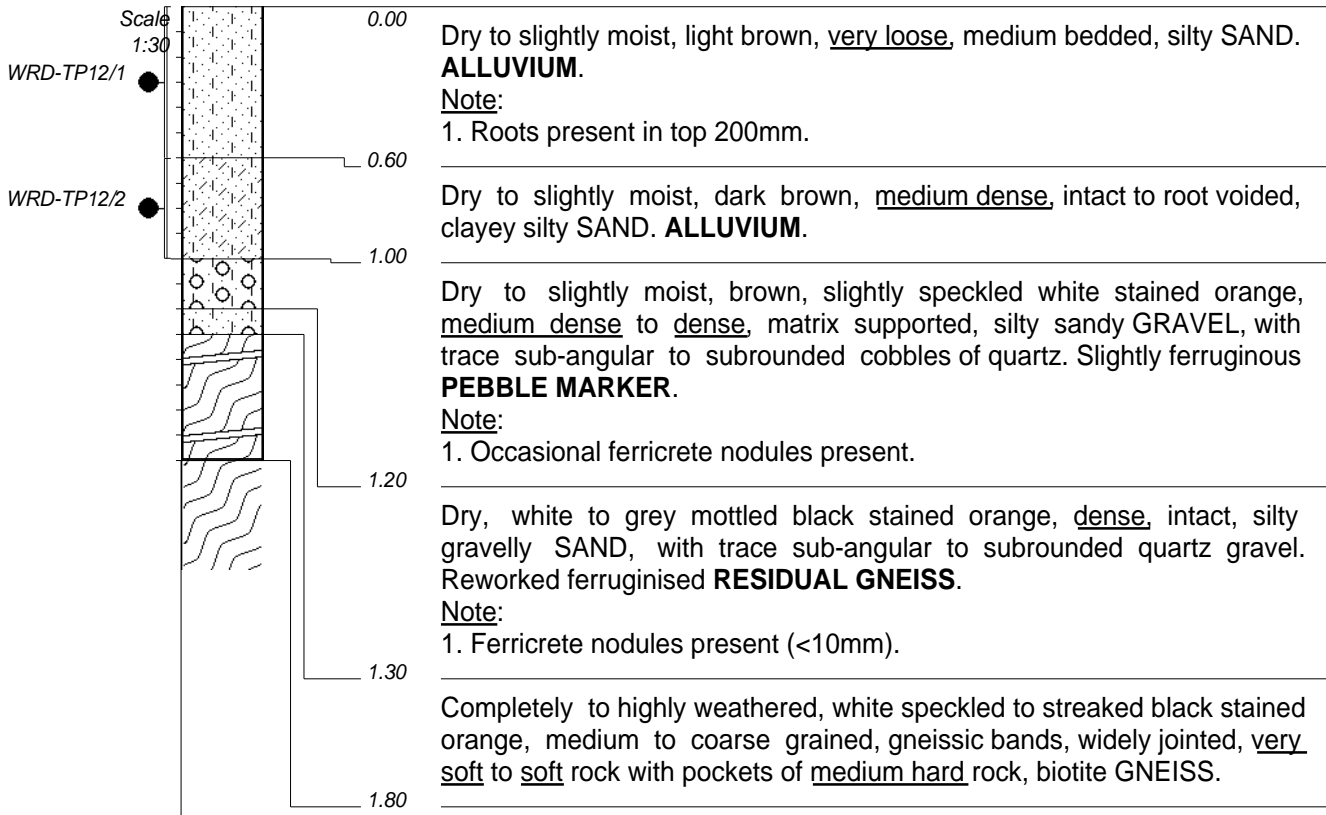 Scale
1:30
0.00
WRD-TP12/1
Dry to slightly moist, light brown, very loose, medium bedded, silty SAND.
ALLUVIUM.
Note:
1. Roots present in top 200mm.
0.60
WRD-TP12/2
Dry to slightly moist, dark brown, medium dense, intact to root voided,
clayey silty SAND. ALLUVIUM.
1.00
Dry to slightly moist, brown, slightly speckled white stained orange,
medium dense to dense, matrix supported, silty sandy GRAVEL, with
trace sub-angular to subrounded cobbles of quartz. Slightly ferruginous
PEBBLE MARKER.
Note:
1. Occasional ferricrete nodules present.
1.20
Dry, white to grey mottled black stained orange, dense, intact, silty
gravelly SAND, with trace sub-angular to subrounded quartz gravel.
Reworked ferruginised RESIDUAL GNEISS.
Note:
1. Ferricrete nodules present (<10mm).
1.30
Completely to highly weathered, white speckled to streaked black stained
orange, medium to coarse grained, gneissic bands, widely jointed, very
soft to soft rock with pockets of medium hard rock, biotite GNEISS.
1.80